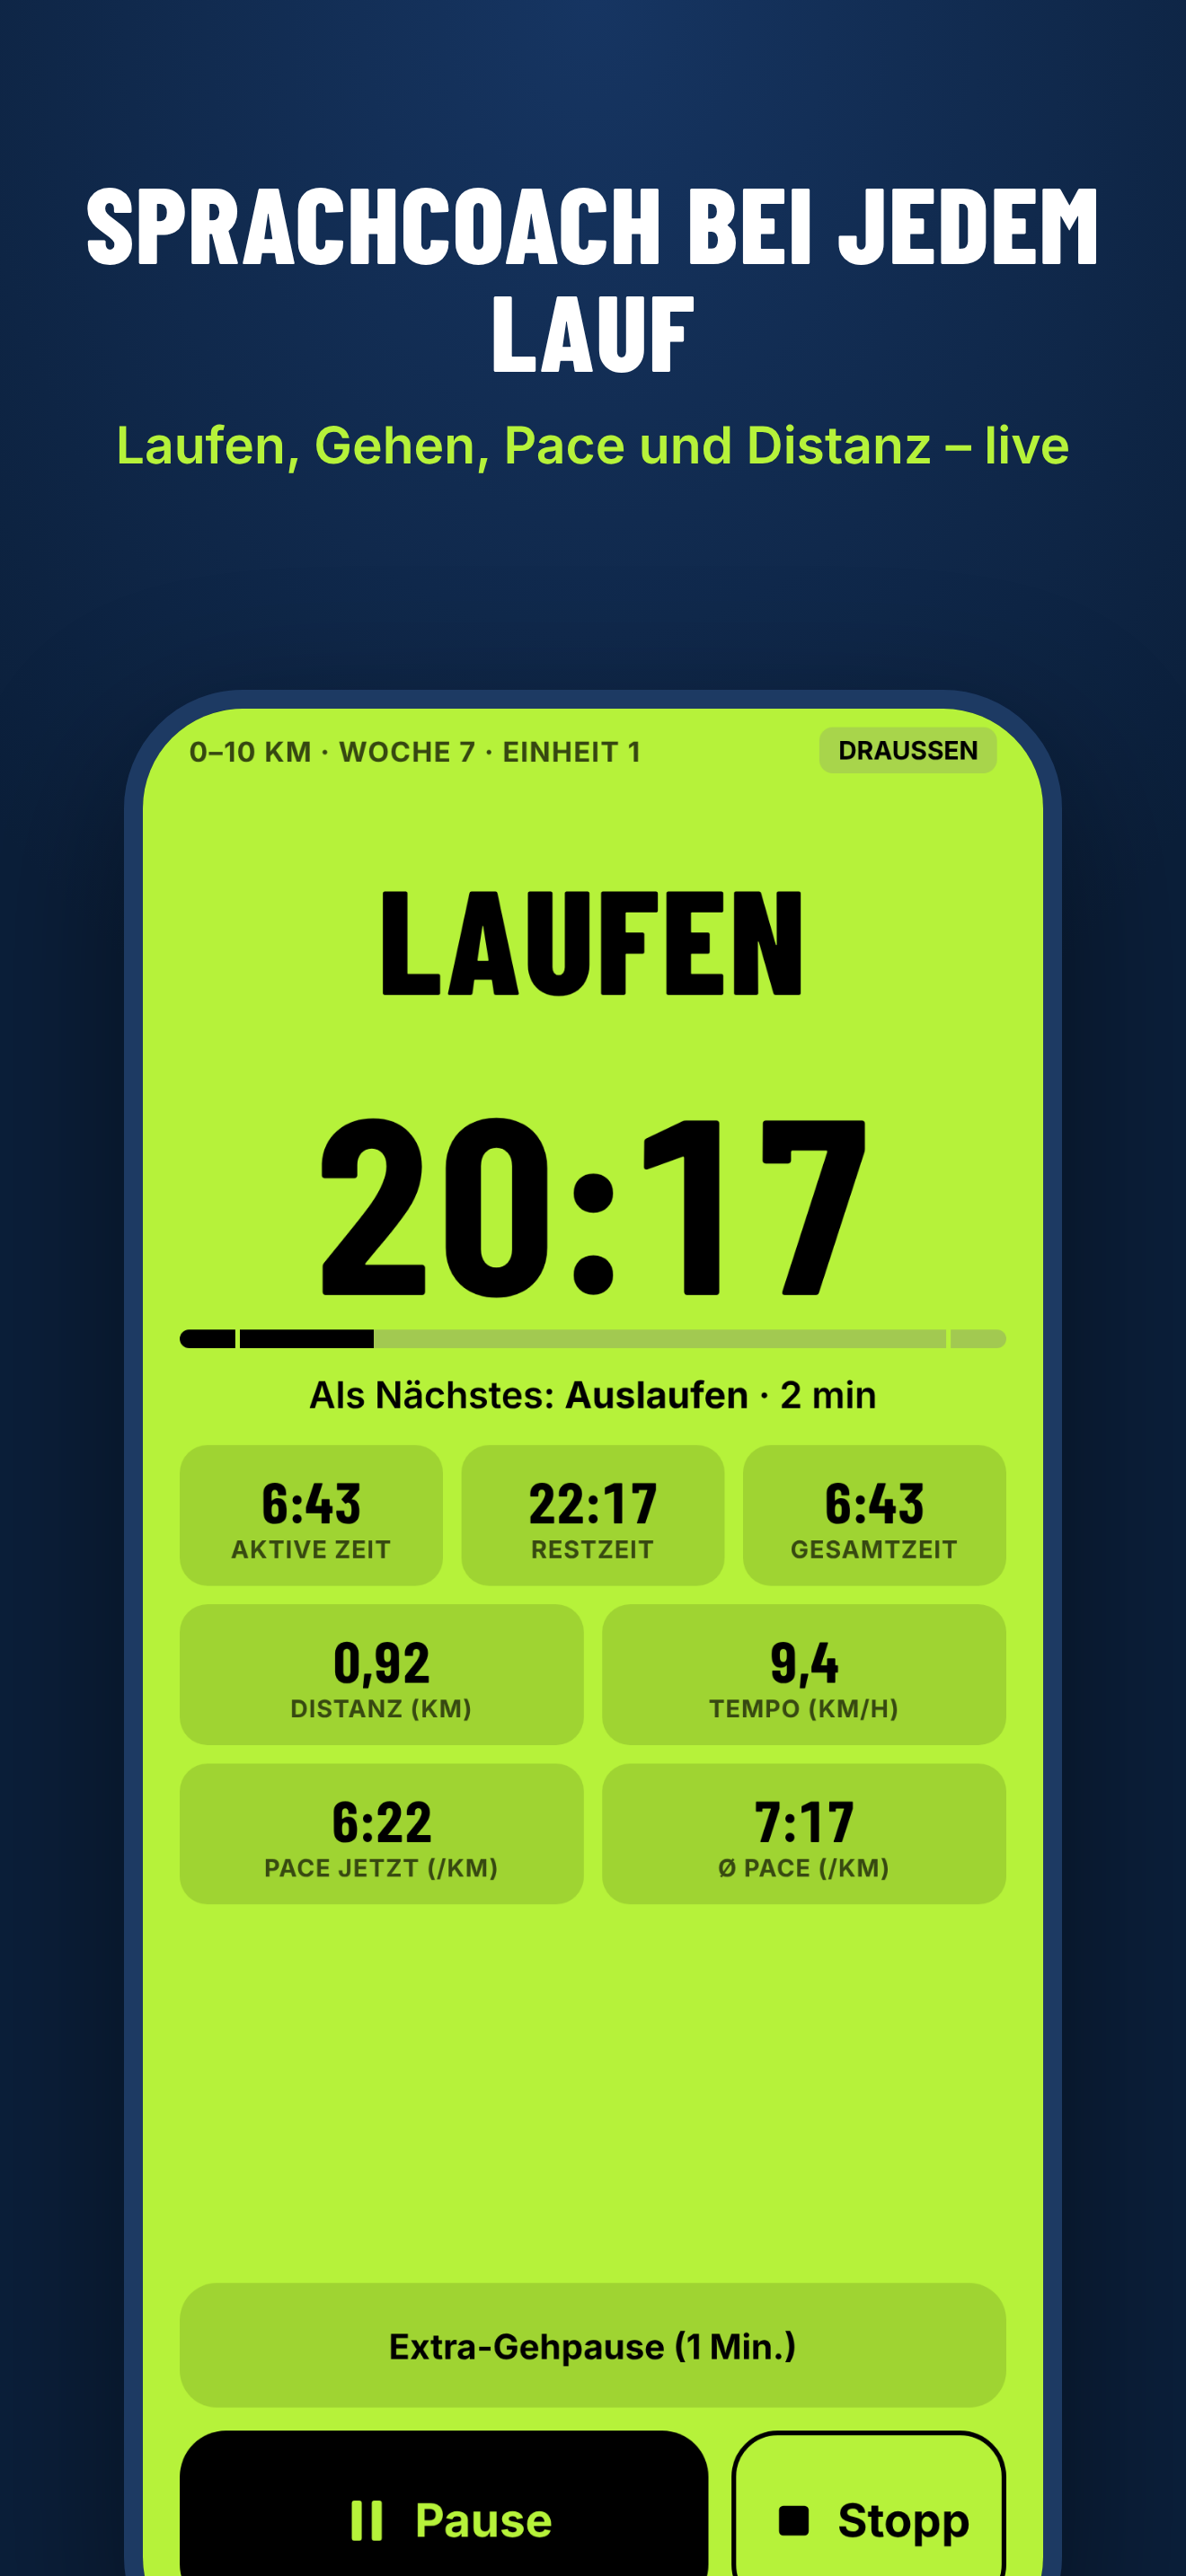 SPRACHCOACH BEI JEDEM
LAUF
Laufen, Gehen, Pace und Distanz – live
0–10 KM · WOCHE 7 · EINHEIT 1
DRAUSSEN
LAUFEN
20:17
Als Nächstes: Auslaufen · 2 min
6:43
AKTIVE ZEIT
22:17
RESTZEIT
6:43
GESAMTZEIT
0,92
DISTANZ (KM)
9,4
TEMPO (KM/H)
6:22
PACE JETZT (/KM)
7:17
Ø PACE (/KM)
Extra-Gehpause (1 Min.)
Pause
Stopp